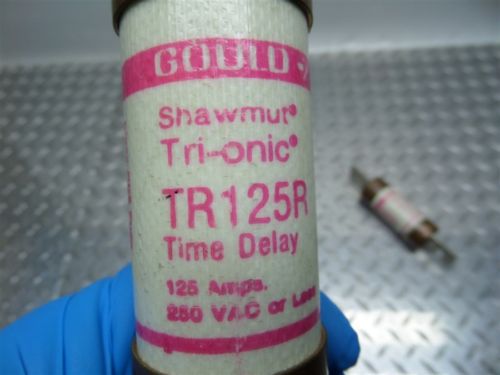 GOULD
Shawmut®
Tri-onic®
TR125R
Time Delay
125 Amps.
250 VAC or Less